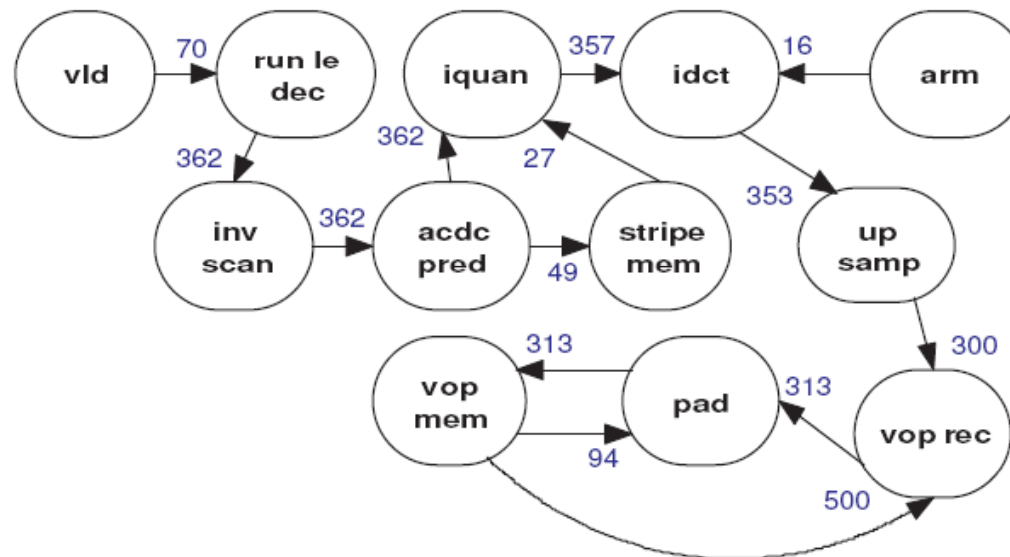 70
357
16
vld
run le
dec
iquan
idct
arm
362
362
27
353
inv
scan
362
acdc
pred
49
stripe
mem
up
samp
313
300
vop
mem
pad
313
vop rec
94
500